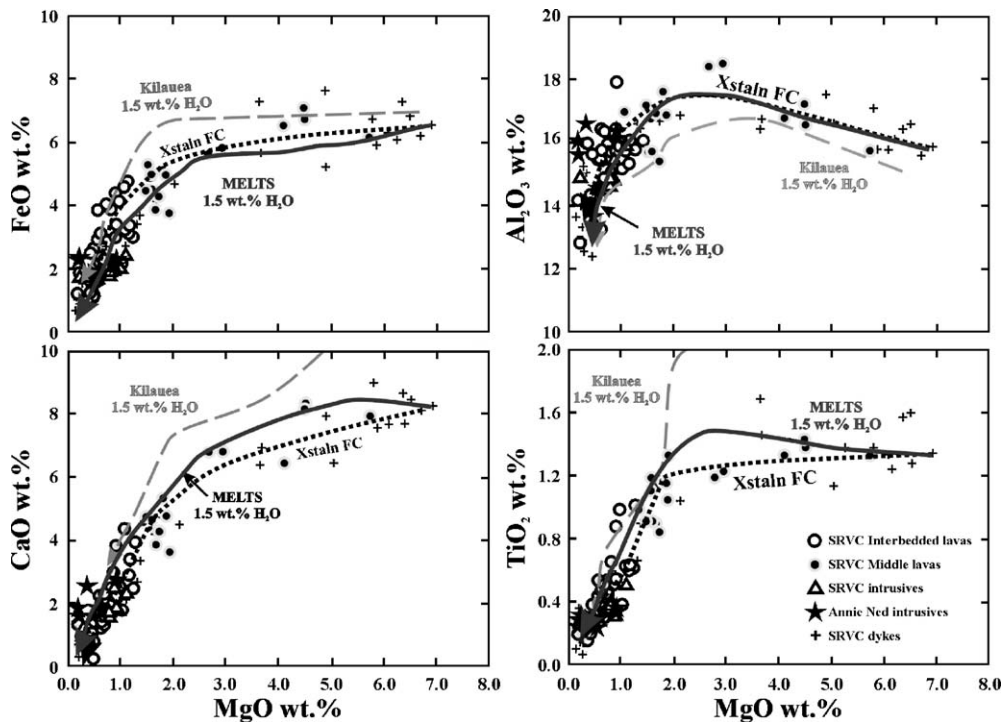 10
8
6
4
2
0
FeO wt.%
Kilauea
1.5 wt.% H₂O
Xstaln FC
MELTS
1.5 wt.% H₂O
20
18
16
14
12
10
Al₂O₃ wt.%
Xstaln FC
Kilauea
1.5 wt.% H₂O
MELTS
1.5 wt.% H₂O
10
8
6
4
2
0
CaO wt.%
Kilauea
1.5 wt.% H₂O
Xstaln FC
MELTS
1.5 wt.% H₂O
0.0 1.0 2.0 3.0 4.0 5.0 6.0 7.0 8.0
MgO wt.%
2.0
1.6
1.2
0.8
0.4
0.0
TiO₂ wt.%
Kilauea
1.5 wt.% H₂O
MELTS
1.5 wt.% H₂O
Xstaln FC
SRVC Interbedded lavas
SRVC Middle lavas
SRVC intrusives
Annie Ned intrusives
SRVC dykes
0.0 1.0 2.0 3.0 4.0 5.0 6.0 7.0 8.0
MgO wt.%